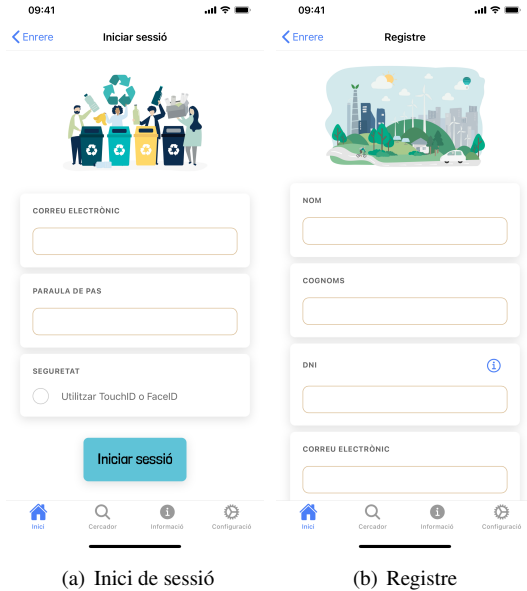 09:41
Enrere
Iniciar sessió
CORREU ELECTRÒNIC
PARAULA DE PAS
SEGURETAT
Utilitzar TouchID o FaceID
Iniciar sessió
Inici
Cercador
Informació
Configuració
(a) Inici de sessió
09:41
Enrere
Registre
NOM
COGNOMS
DNI
CORREU ELECTRÒNIC
Inici
Cercador
Informació
Configuració
(b) Registre